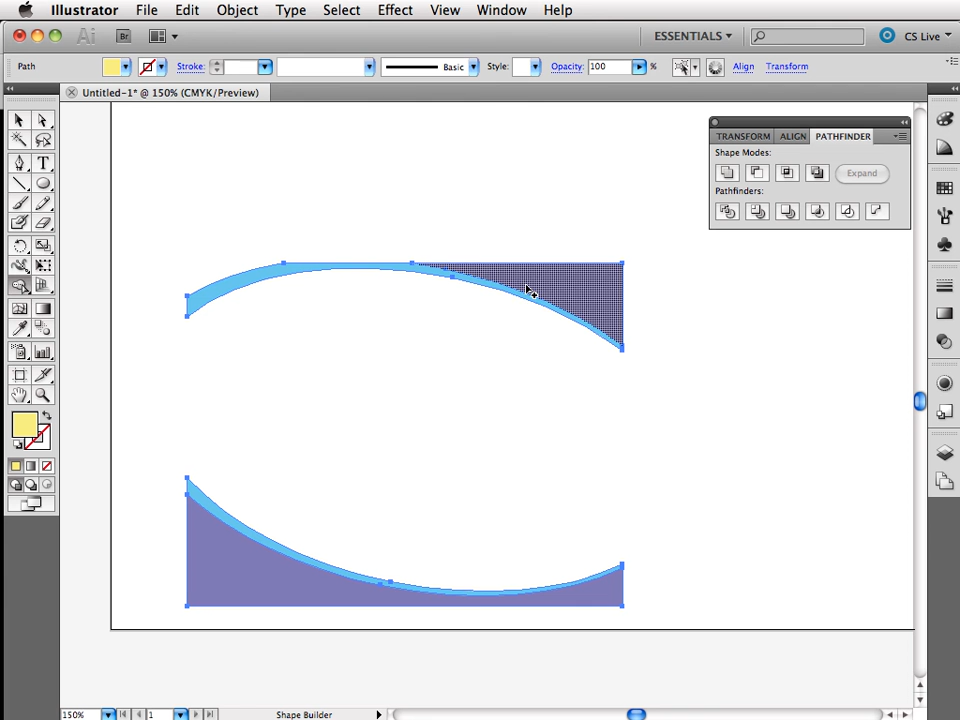 Illustrator File Edit Object Type Select Effect View Window Help
Ai Br ESSENTIALS CS Live
Path Stroke: Basic Style: Opacity: 100 % Align Transform
Untitled-1* @ 150% (CMYK/Preview)
TRANSFORM ALIGN PATHFINDER
Shape Modes:
Expand
Pathfinders:
T
150% 1 Shape Builder